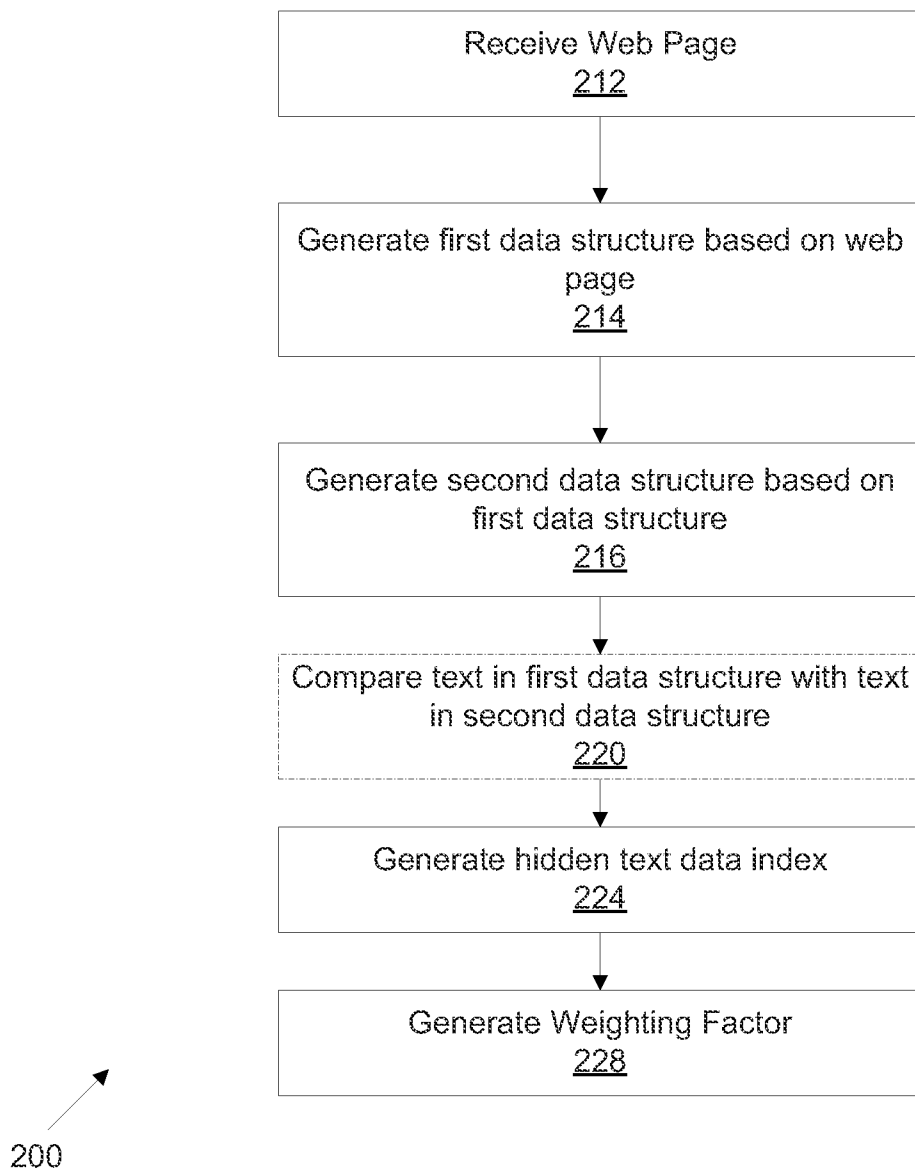 Receive Web Page
212
Generate first data structure based on web
page
214
Generate second data structure based on
first data structure
216
Compare text in first data structure with text
in second data structure
220
Generate hidden text data index
224
Generate Weighting Factor
228
200